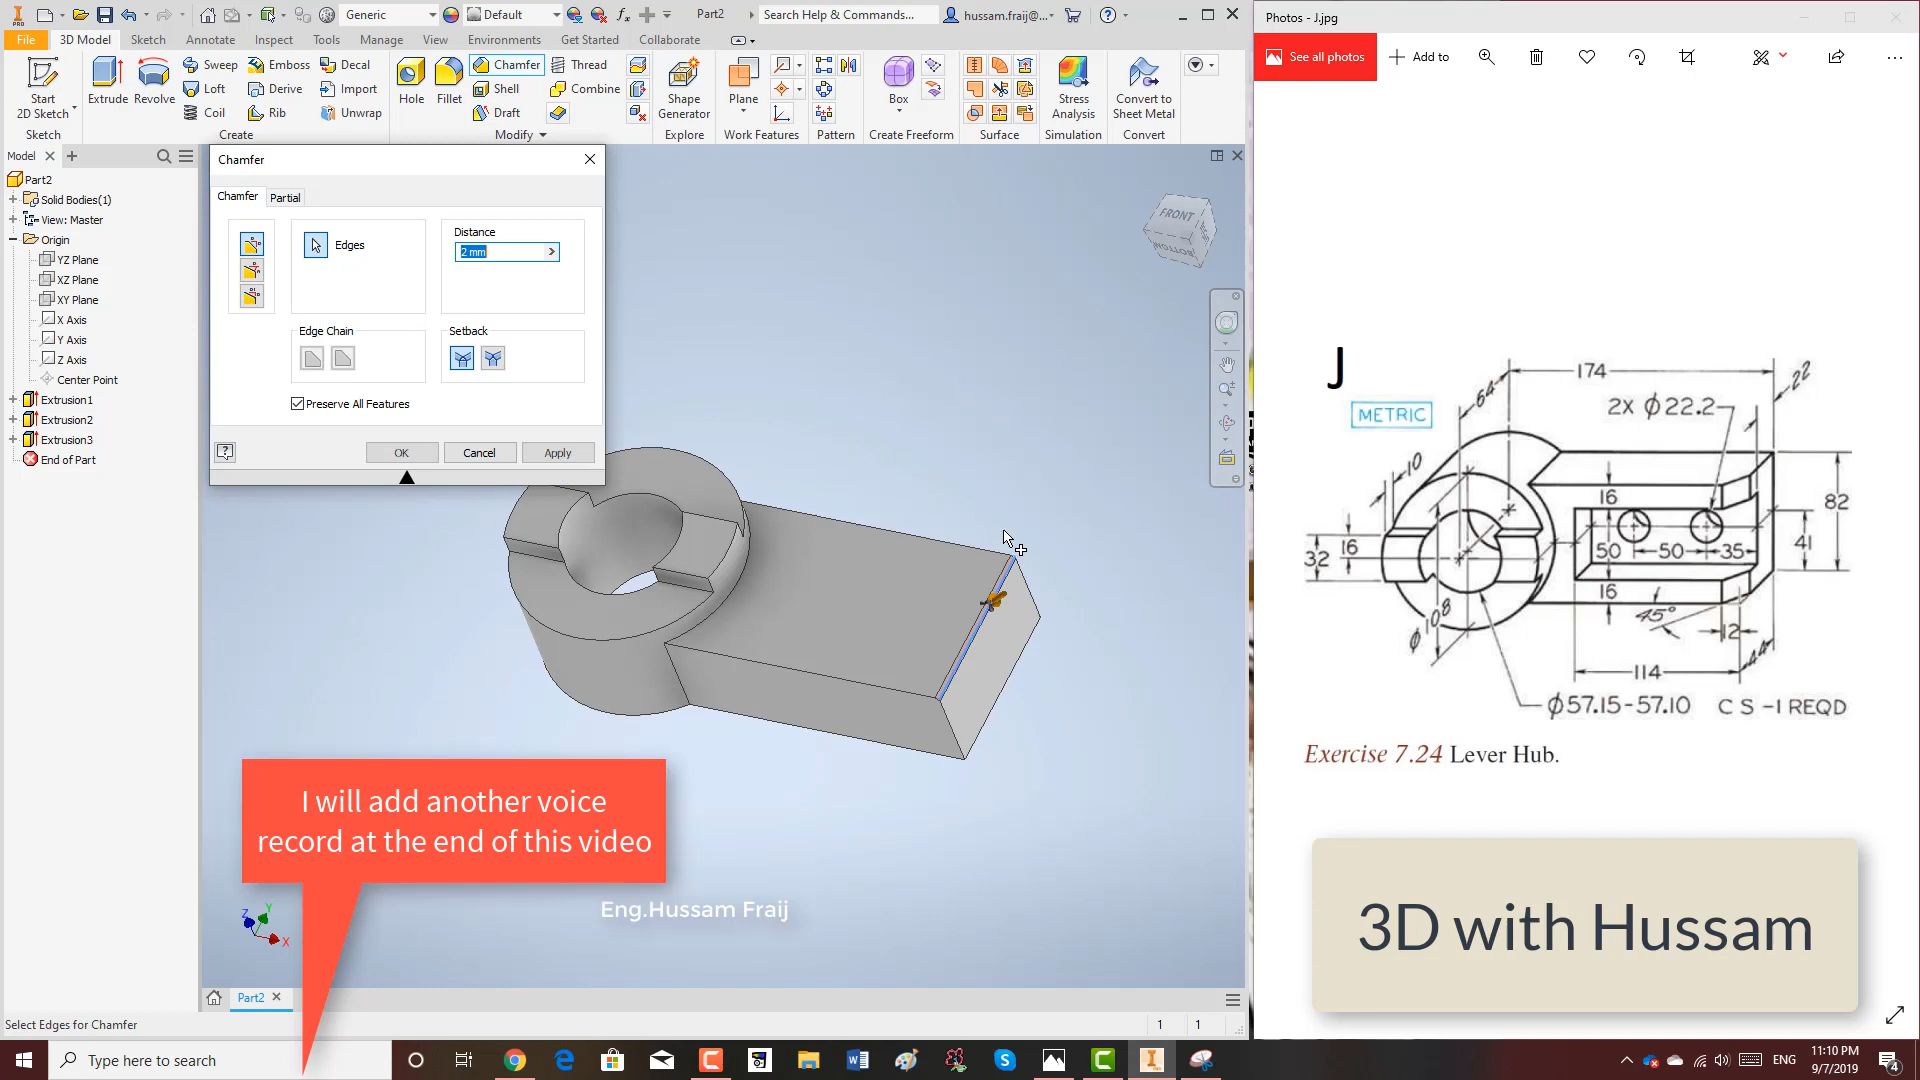 Generic
Default
Part2
Search Help & Commands...
hussam.fraij@...
File
3D Model
Sketch
Annotate
Inspect
Tools
Manage
View
Environments
Get Started
Collaborate
Start
2D Sketch
Extrude
Revolve
Sweep
Loft
Coil
Emboss
Derive
Rib
Decal
Import
Unwrap
Hole
Fillet
Chamfer
Shell
Draft
Thread
Combine
Shape
Generator
Plane
Box
Stress
Analysis
Convert to
Sheet Metal
Sketch
Create
Modify
Explore
Work Features
Pattern
Create Freeform
Surface
Simulation
Convert
Model
Part2
Solid Bodies(1)
View: Master
Origin
YZ Plane
XZ Plane
XY Plane
X Axis
Y Axis
Z Axis
Center Point
Extrusion1
Extrusion2
Extrusion3
End of Part
Chamfer
Chamfer
Partial
Edges
Distance
2 mm
Edge Chain
Setback
Preserve All Features
OK
Cancel
Apply
FRONT
BOTTOM
I will add another voice
record at the end of this video
Eng.Hussam Fraij
Z
Y
X
Part2
Select Edges for Chamfer
1
1
Photos - J.jpg
See all photos
Add to
J
METRIC
174
22
64
2X ϕ22.2
10
16
82
32
16
50
50
35
41
16
45°
12
ϕ108
44
114
ϕ57.15-57.10
C S -1 REQD
Exercise 7.24 Lever Hub.
3D with Hussam
Type here to search
ENG
11:10 PM
9/7/2019
4